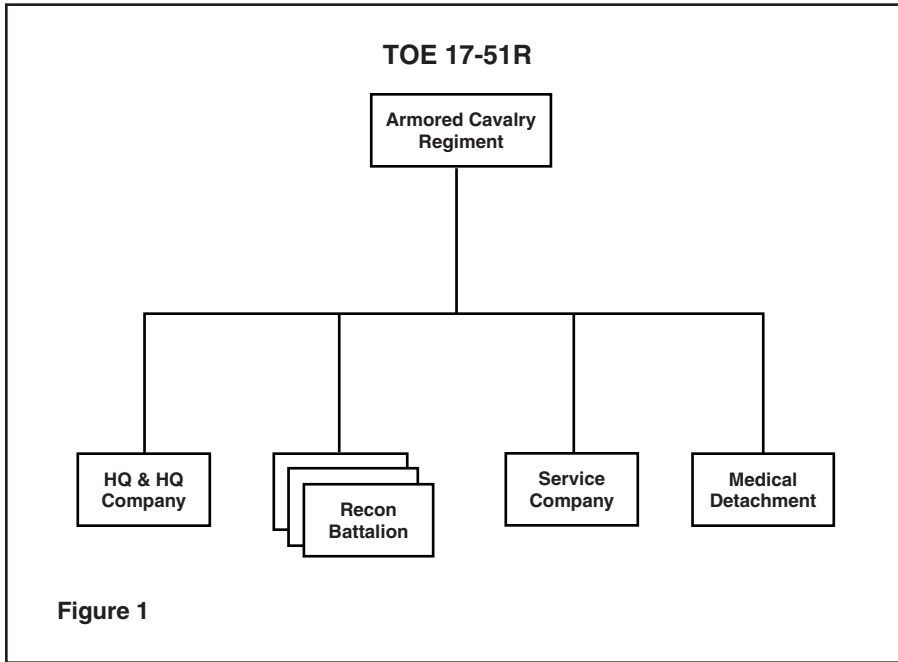 TOE 17-51R
Armored Cavalry
Regiment
HQ & HQ
Company
Recon
Battalion
Service
Company
Medical
Detachment
Figure 1